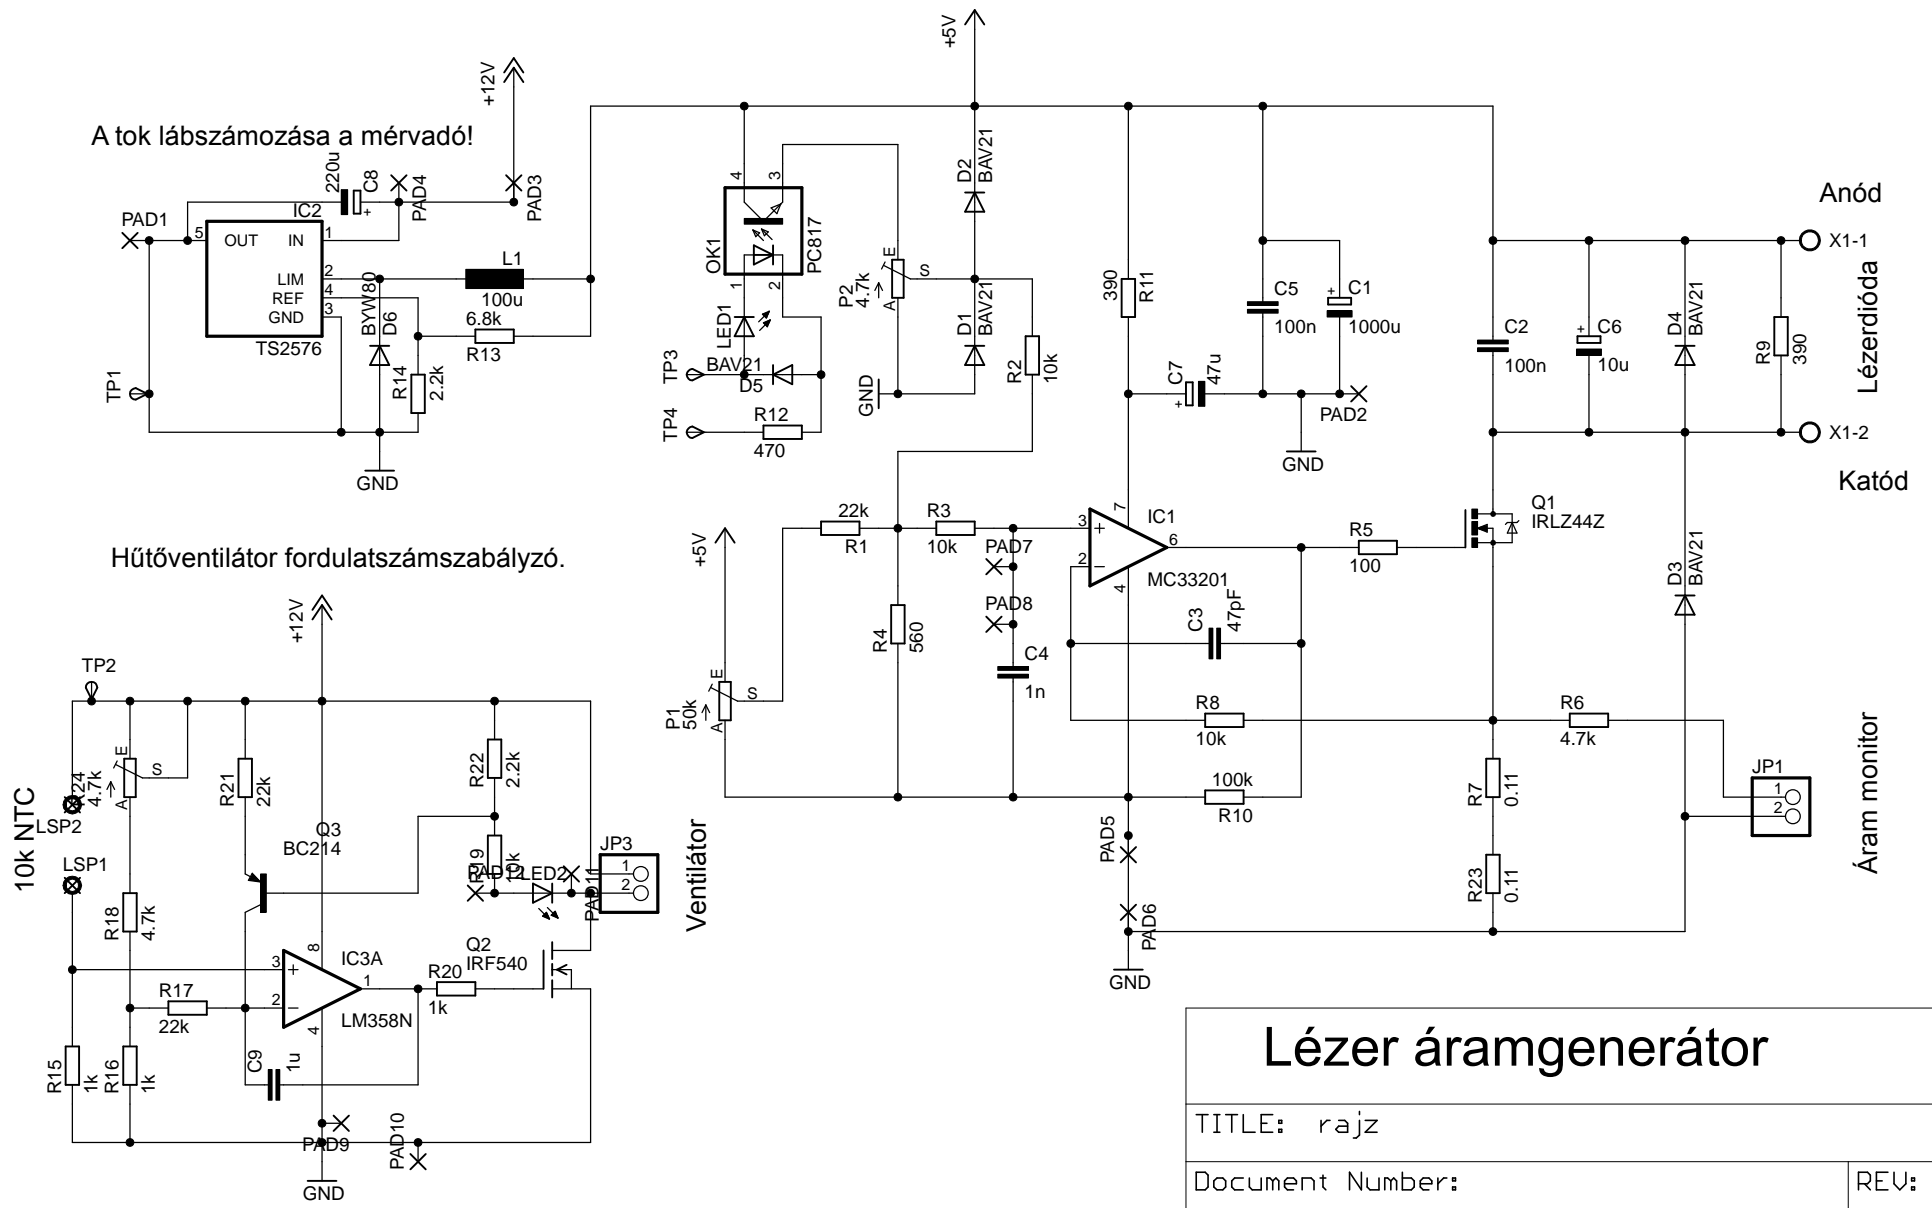 +5V
+12V
A tok lábszámozása a mérvadó!
220u
C8
+
PAD4
PAD3
PAD1
5
OUT
IN
IC2
1
LIM
2
REF
4
GND
3
TS2576
L1
100u
BYW80
D6
6.8k
R13
R14
2.2k
TP1
GND
4
3
OK1
PC817
1
2
LED1
TP3
BAV21
D5
TP4
R12
470
P2
4.7k
E
A
S
D2
BAV21
D1
BAV21
GND
R2
10k
390
R11
C5
100n
+
C1
1000u
C7
47u
+
PAD2
GND
C2
100n
+
C6
10u
D4
BAV21
R9
390
Anód
X1-1
Lézerdióda
X1-2
Katód
Hűtőventilátor fordulatszámszabályzó.
+5V
22k
R1
R3
10k
PAD7
PAD8
R4
560
C4
1n
P1
50k
E
A
S
3
2
+
−
7
6
4
IC1
MC33201
R5
100
Q1
IRLZ44Z
C3
47pF
R8
10k
100k
R10
R6
4.7k
R7
0.11
R23
0.11
D3
BAV21
JP1
1
2
Áram monitor
PAD5
PAD6
GND
+12V
TP2
R24
4.7k
E
A
S
LSP2
LSP1
10k NTC
R21
22k
Q3
BC214
R22
2.2k
R19
10k
PAD12
LED2
PAD11
JP3
1
2
Ventilátor
R18
4.7k
R17
22k
3
2
+
−
8
1
4
IC3A
LM358N
R20
1k
Q2
IRF540
R15
1k
R16
1k
C9
1u
PAD9
PAD10
GND
Lézer áramgenerátor
TITLE: rajz
Document Number:
REV: